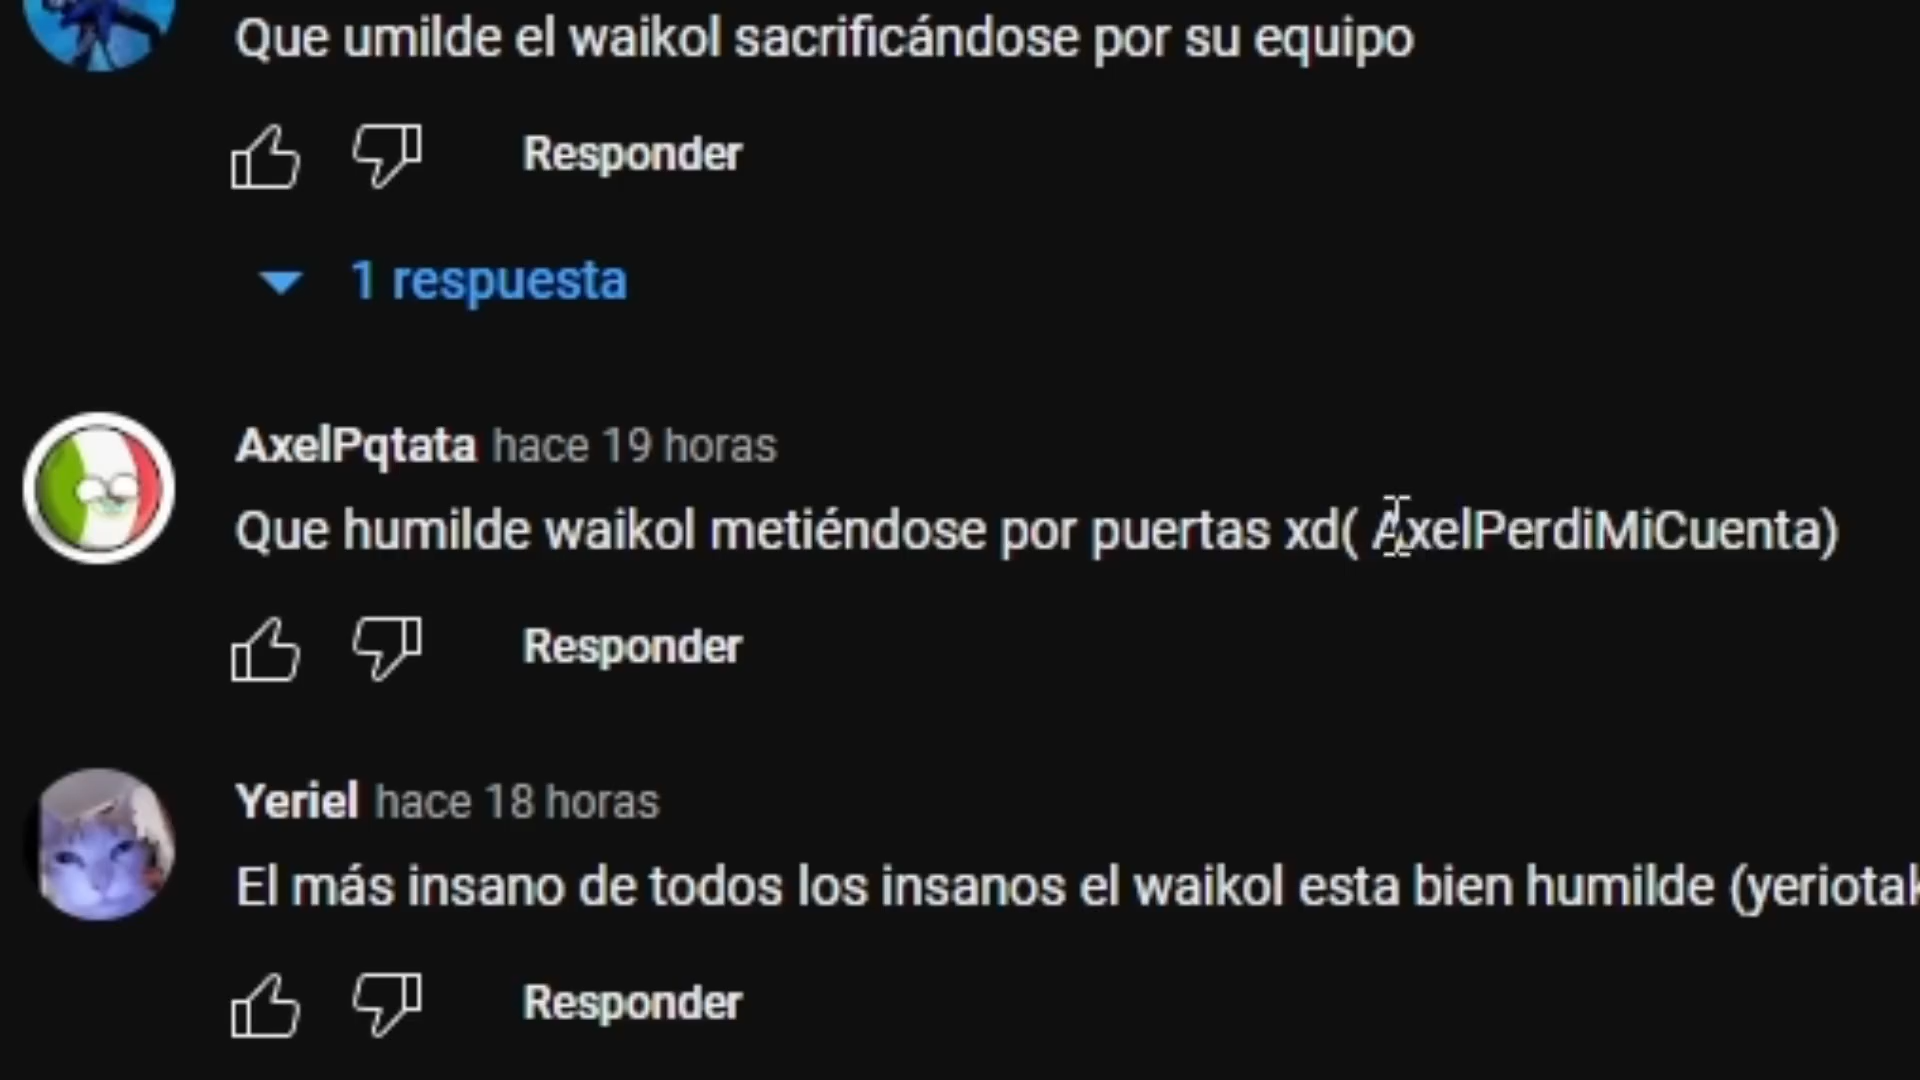 Que umilde el waikol sacrificándose por su equipo
Responder
1 respuesta
AxelPqtata hace 19 horas
Que humilde waikol metiéndose por puertas xd( AxelPerdiMiCuenta)
Responder
Yeriel hace 18 horas
El más insano de todos los insanos el waikol esta bien humilde (yeriotak
Responder